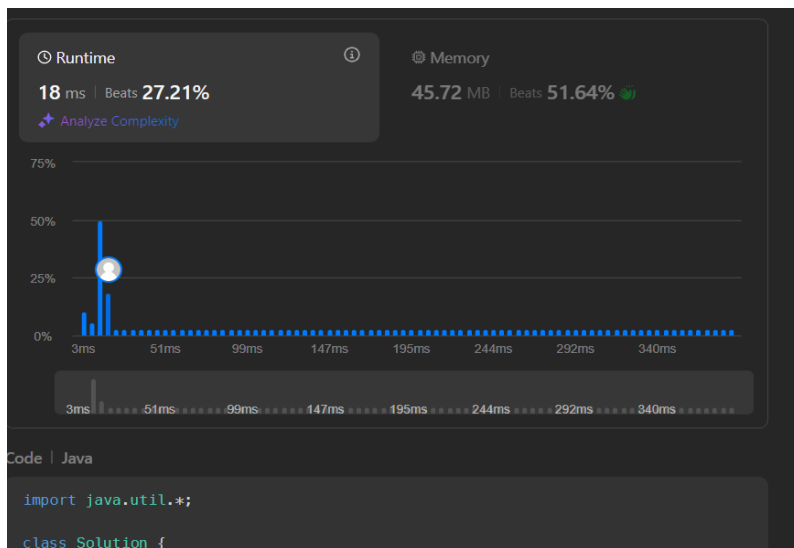 Runtime
18 ms | Beats 27.21%
Analyze Complexity
Memory
45.72 MB | Beats 51.64%
75%
50%
25%
0%
3ms 51ms 99ms 147ms 195ms 244ms 292ms 340ms
3ms 51ms 99ms 147ms 195ms 244ms 292ms 340ms
Code | Java
import java.util.*;
class Solution {